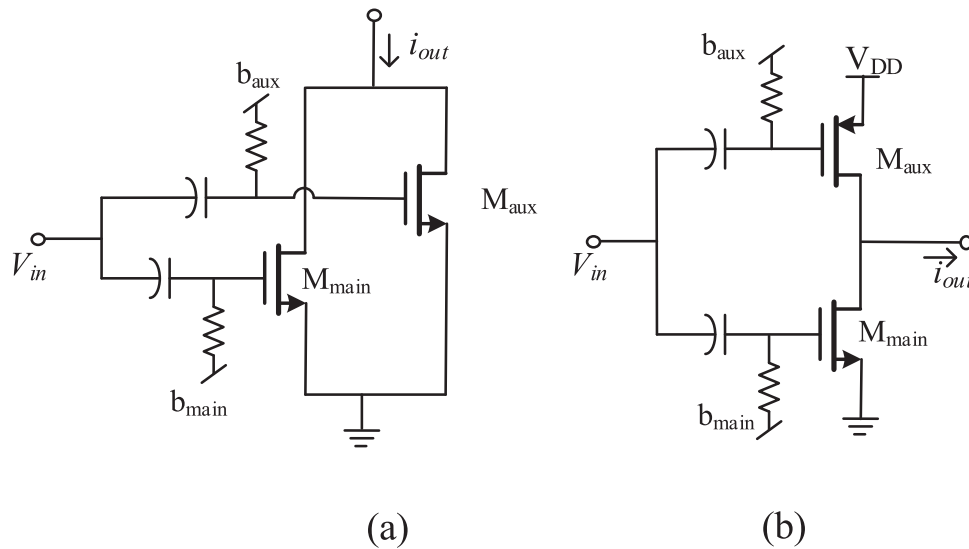 i_out
b_aux
M_aux
V_in
M_main
b_main
(a)
b_aux
V_DD
M_aux
V_in
i_out
M_main
b_main
(b)